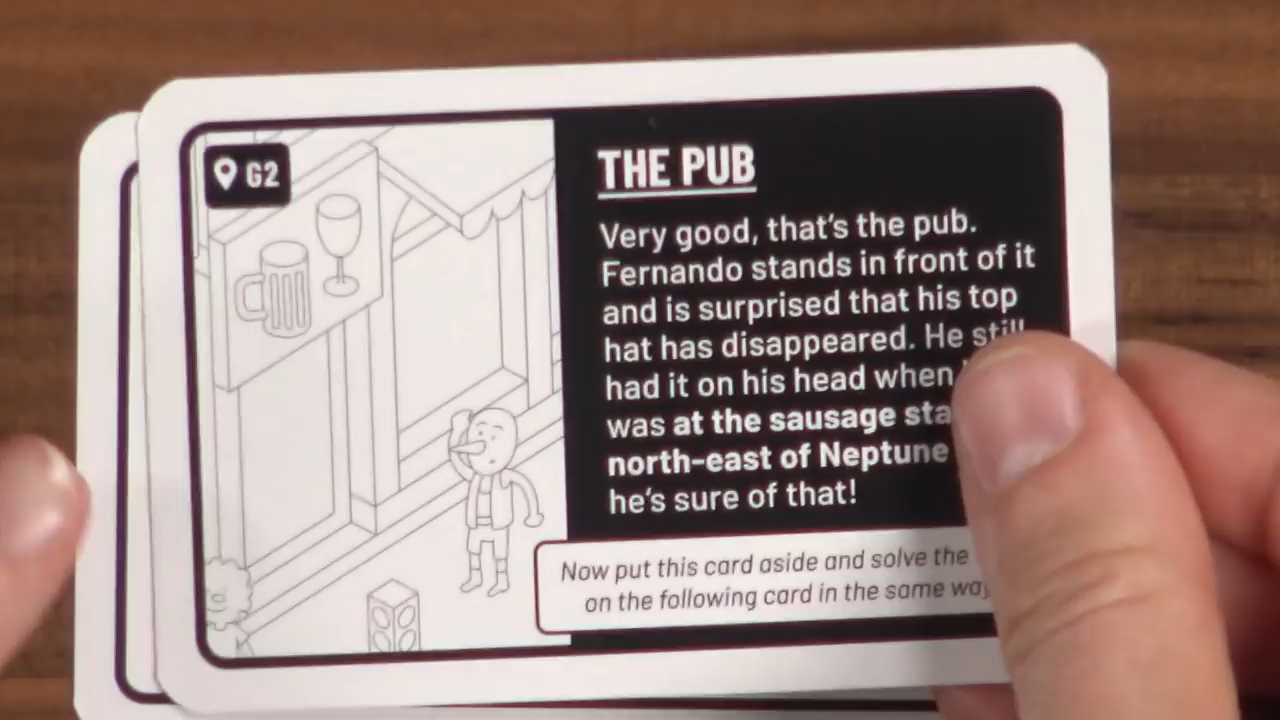 G2
THE PUB
Very good, that's the pub.
Fernando stands in front of it
and is surprised that his top
hat has disappeared. He still
had it on his head when
was at the sausage
north-east of Neptune
he's sure of that!
Now put this card aside and solve the
on the following card in the same way